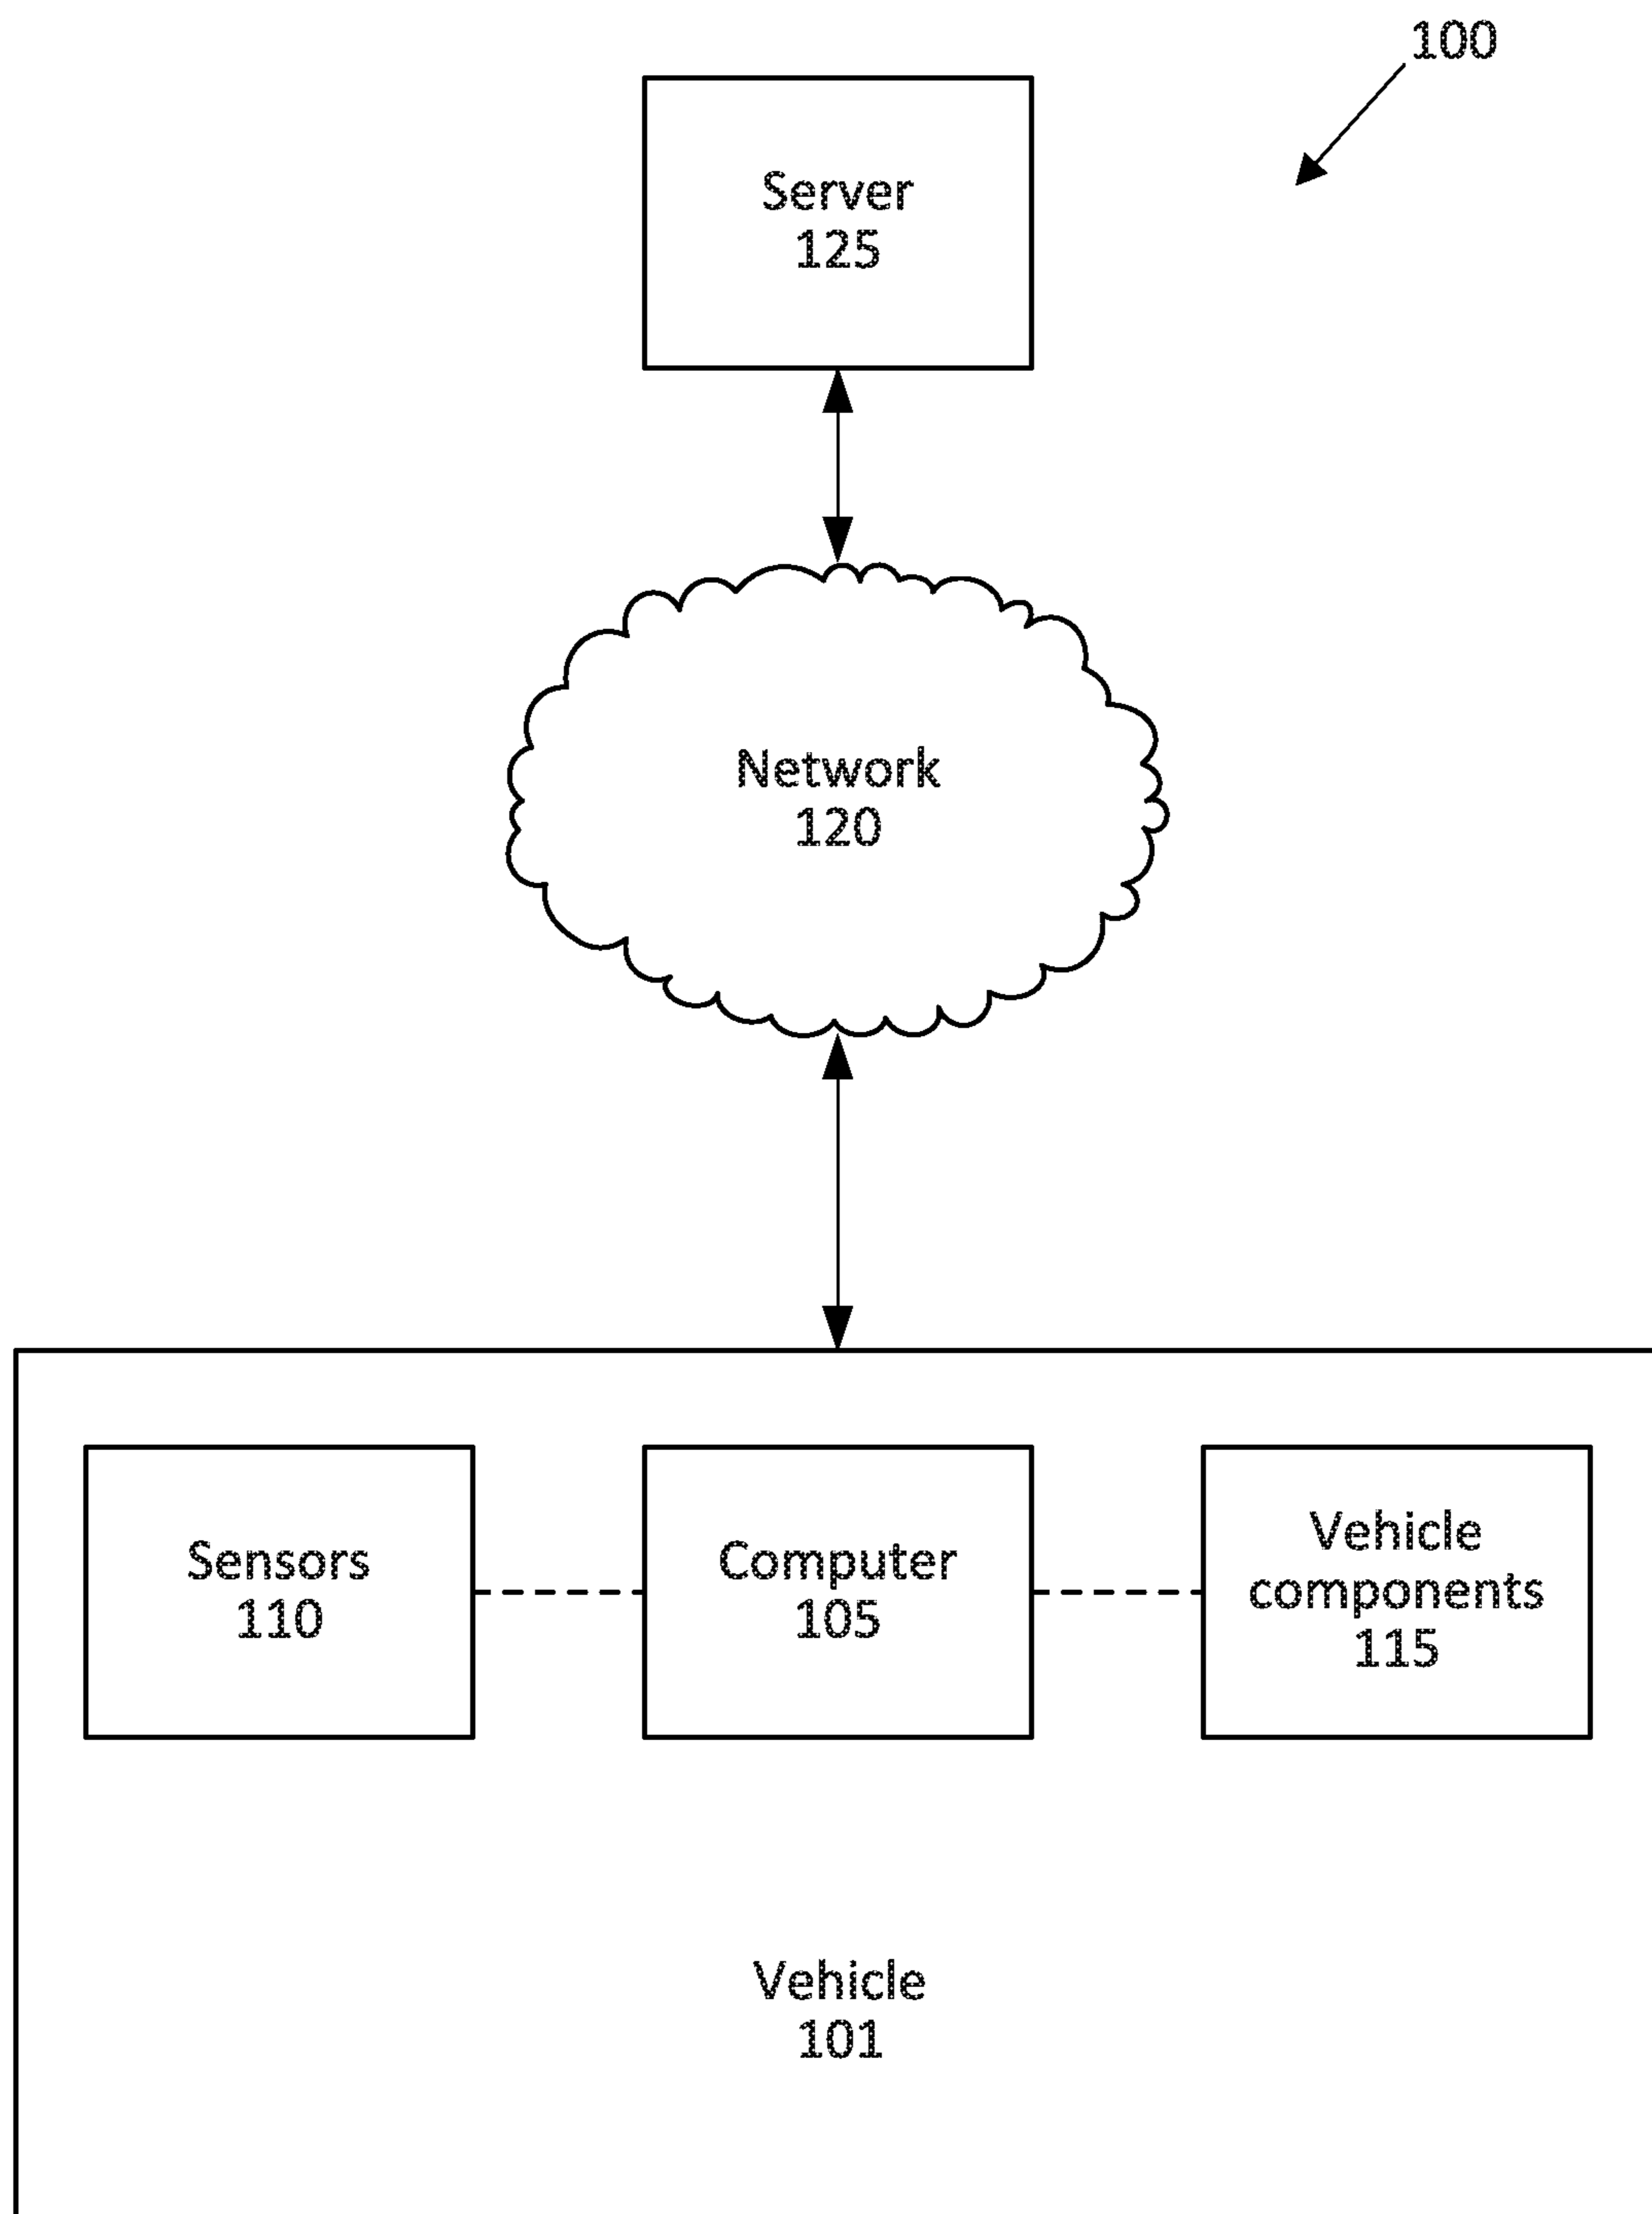 100
Server
125
Network
120
Sensors
110
Computer
105
Vehicle
components
115
Vehicle
101